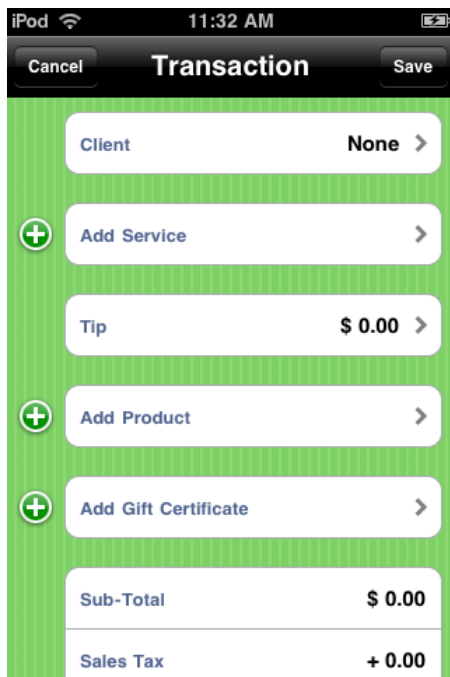 iPod 11:32 AM
Cancel Transaction Save
Client None
Add Service
Tip $ 0.00
Add Product
Add Gift Certificate
Sub-Total $ 0.00
Sales Tax + 0.00